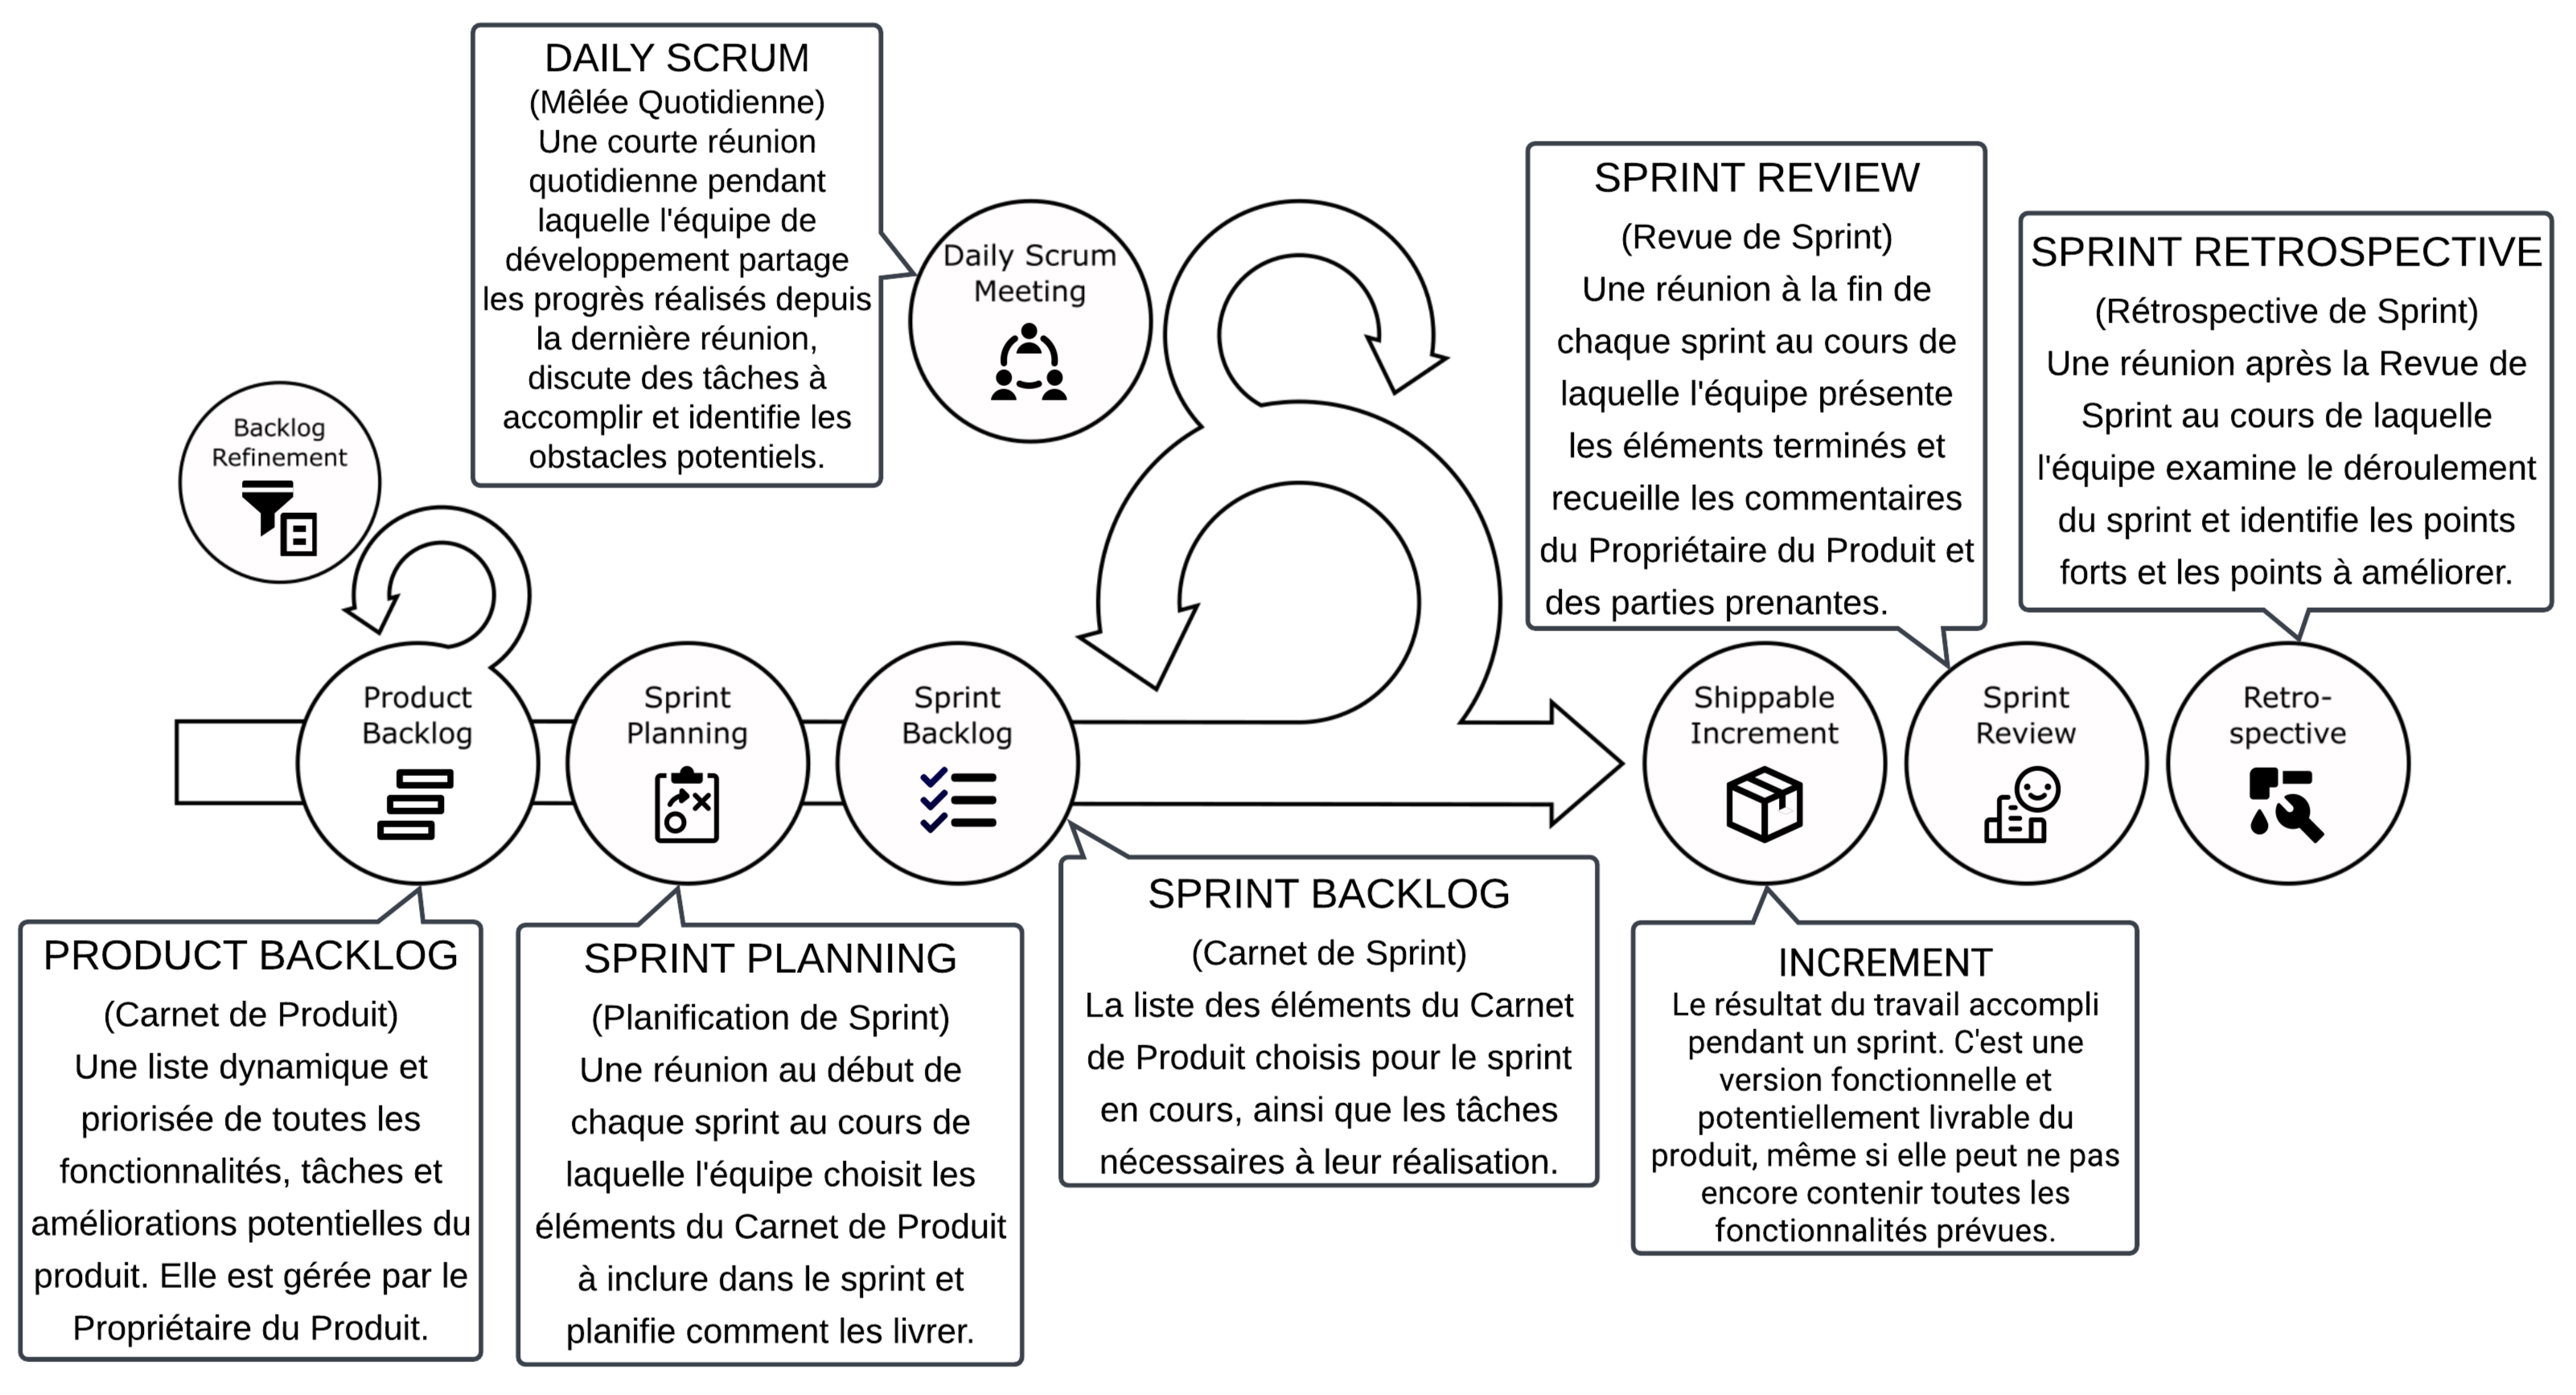 DAILY SCRUM
(Mêlée Quotidienne)
Une courte réunion
quotidienne pendant
laquelle l'équipe de
développement partage
les progrès réalisés depuis
la dernière réunion,
discute des tâches à
accomplir et identifie les
obstacles potentiels.
Daily Scrum
Meeting
SPRINT REVIEW
(Revue de Sprint)
Une réunion à la fin de
chaque sprint au cours de
laquelle l'équipe présente
les éléments terminés et
recueille les commentaires
du Propriétaire du Produit et
des parties prenantes.
SPRINT RETROSPECTIVE
(Rétrospective de Sprint)
Une réunion après la Revue de
Sprint au cours de laquelle
l'équipe examine le déroulement
du sprint et identifie les points
forts et les points à améliorer.
Backlog
Refinement
Product
Backlog
Sprint
Planning
Sprint
Backlog
Shippable
Increment
Sprint
Review
Retro-
spective
PRODUCT BACKLOG
(Carnet de Produit)
Une liste dynamique et
priorisée de toutes les
fonctionnalités, tâches et
améliorations potentielles du
produit. Elle est gérée par le
Propriétaire du Produit.
SPRINT PLANNING
(Planification de Sprint)
Une réunion au début de
chaque sprint au cours de
laquelle l'équipe choisit les
éléments du Carnet de Produit
à inclure dans le sprint et
planifie comment les livrer.
SPRINT BACKLOG
(Carnet de Sprint)
La liste des éléments du Carnet
de Produit choisis pour le sprint
en cours, ainsi que les tâches
nécessaires à leur réalisation.
INCREMENT
Le résultat du travail accompli
pendant un sprint. C'est une
version fonctionnelle et
potentiellement livrable du
produit, même si elle peut ne pas
encore contenir toutes les
fonctionnalités prévues.